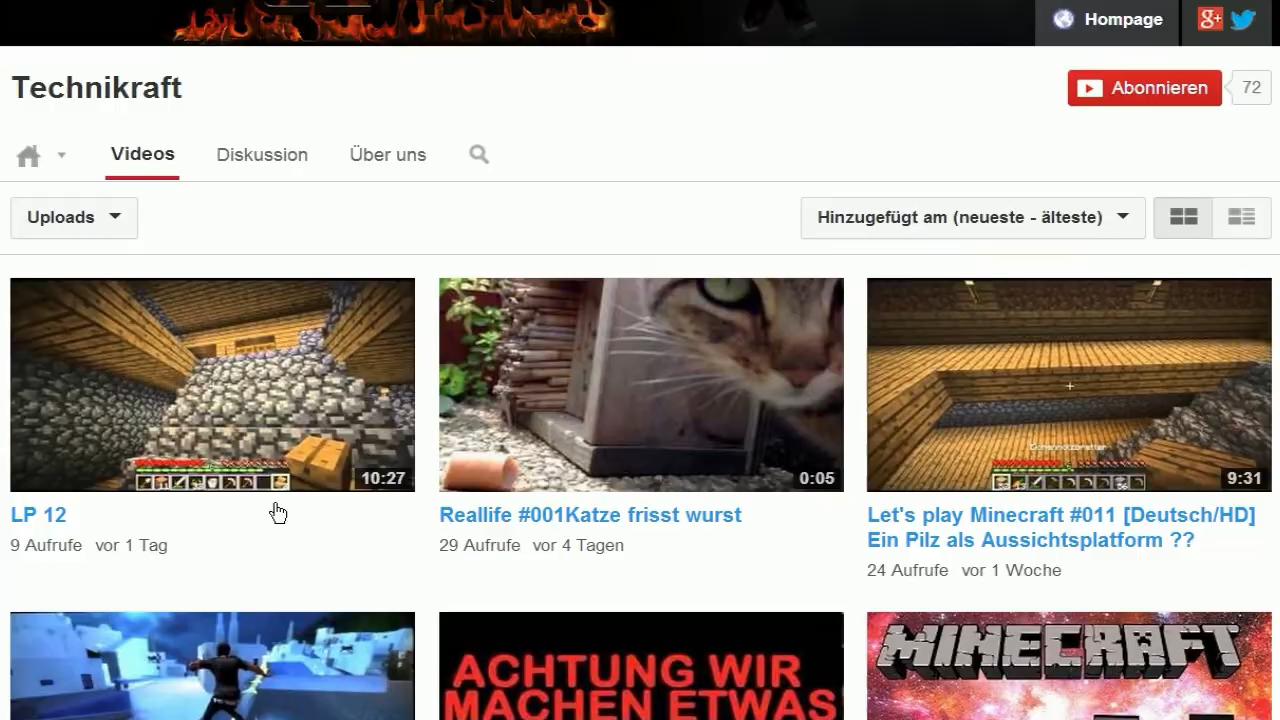 Hompage
Technikraft
Abonnieren 72
Videos Diskussion Über uns
Uploads
Hinzugefügt am (neueste - älteste)
10:27
0:05
9:31
LP 12
9 Aufrufe vor 1 Tag
Reallife #001Katze frisst wurst
29 Aufrufe vor 4 Tagen
Let's play Minecraft #011 [Deutsch/HD]
Ein Pilz als Aussichtsplatform ??
24 Aufrufe vor 1 Woche
ACHTUNG WIR
MACHEN ETWAS
MINECRAFT